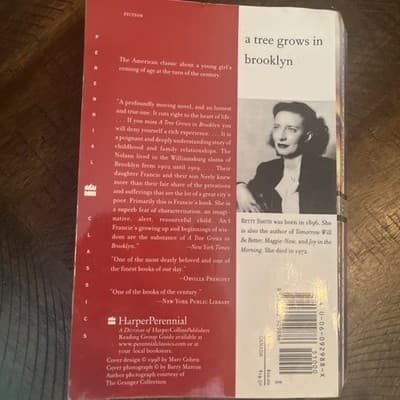 FICTION
a tree grows in
brooklyn
PERENNIAL
CLASSICS
The American classic about a young girl's
coming of age at the turn of the century.
"A profoundly moving novel, and an honest
and true one. It cuts right to the heart of life.
. . . If you miss A Tree Grows in Brooklyn you
will deny yourself a rich experience. . . . It is
a poignant and deeply understanding story of
childhood and family relationships. The
Nolans lived in the Williamsburg slums of
Brooklyn from 1902 until 1919. . . . Their
daughter Francie and their son Neely knew
more than their fair share of the privations
and sufferings that are the lot of a great city's
poor. Primarily this is Francie's book. She is
a superb feat of characterization, an imagi-
native, alert, resourceful child. And
Francie's growing up and beginnings of wis-
dom are the substance of A Tree Grows in
Brooklyn."
—New York Times
"One of the most dearly beloved and one of
the finest books of our day."
—ORVILLE PRESCOTT
"One of the books of the century."
—NEW YORK PUBLIC LIBRARY
HarperPerennial
A Division of HarperCollinsPublishers
Reading Group Guide available at
www.perennialclassics.com or at
your local bookstore.
Cover design © 1998 by Marc Cohen
Cover photograph © by Barry Marcus
Author photograph courtesy of
The Granger Collection
BETTY SMITH was born in 1896. She
is also the author of Tomorrow Will
Be Better, Maggie-Now, and Joy in the
Morning. She died in 1972.